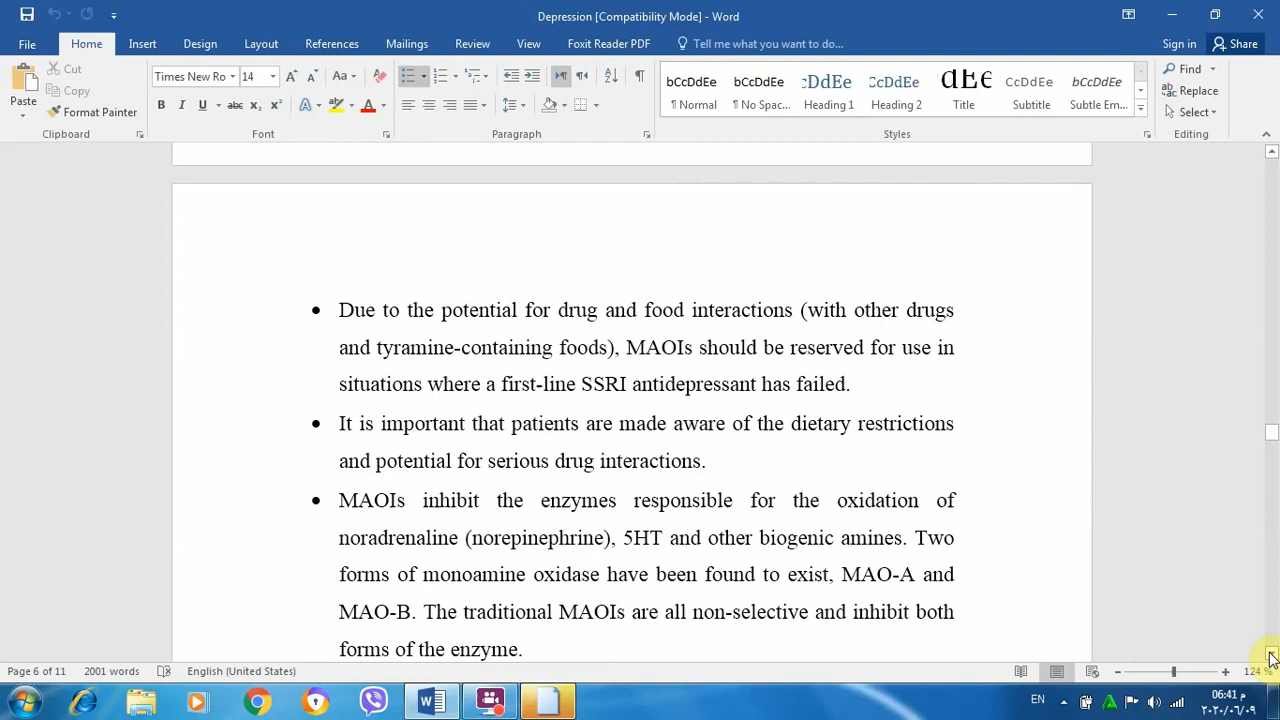 Depression [Compatibility Mode] - Word
File Home Insert Design Layout References Mailings Review View Foxit Reader PDF Tell me what you want to do... Sign in Share
Cut
Copy
Format Painter
Paste
Clipboard
Times New Ro 14
Font
Paragraph
bCcDdEe bCcDdEe CcDdEe CcDdEe dEe CcDdEe bCcDdEe
¶ Normal ¶ No Spac... Heading 1 Heading 2 Title Subtitle Subtle Em...
Styles
Find
Replace
Select
Editing
• Due to the potential for drug and food interactions (with other drugs
and tyramine-containing foods), MAOIs should be reserved for use in
situations where a first-line SSRI antidepressant has failed.
• It is important that patients are made aware of the dietary restrictions
and potential for serious drug interactions.
• MAOIs inhibit the enzymes responsible for the oxidation of
noradrenaline (norepinephrine), 5HT and other biogenic amines. Two
forms of monoamine oxidase have been found to exist, MAO-A and
MAO-B. The traditional MAOIs are all non-selective and inhibit both
forms of the enzyme.
Page 6 of 11 2001 words English (United States) 124 %
EN
06:41 م
٢٠٢٠/٠٦/٠٩